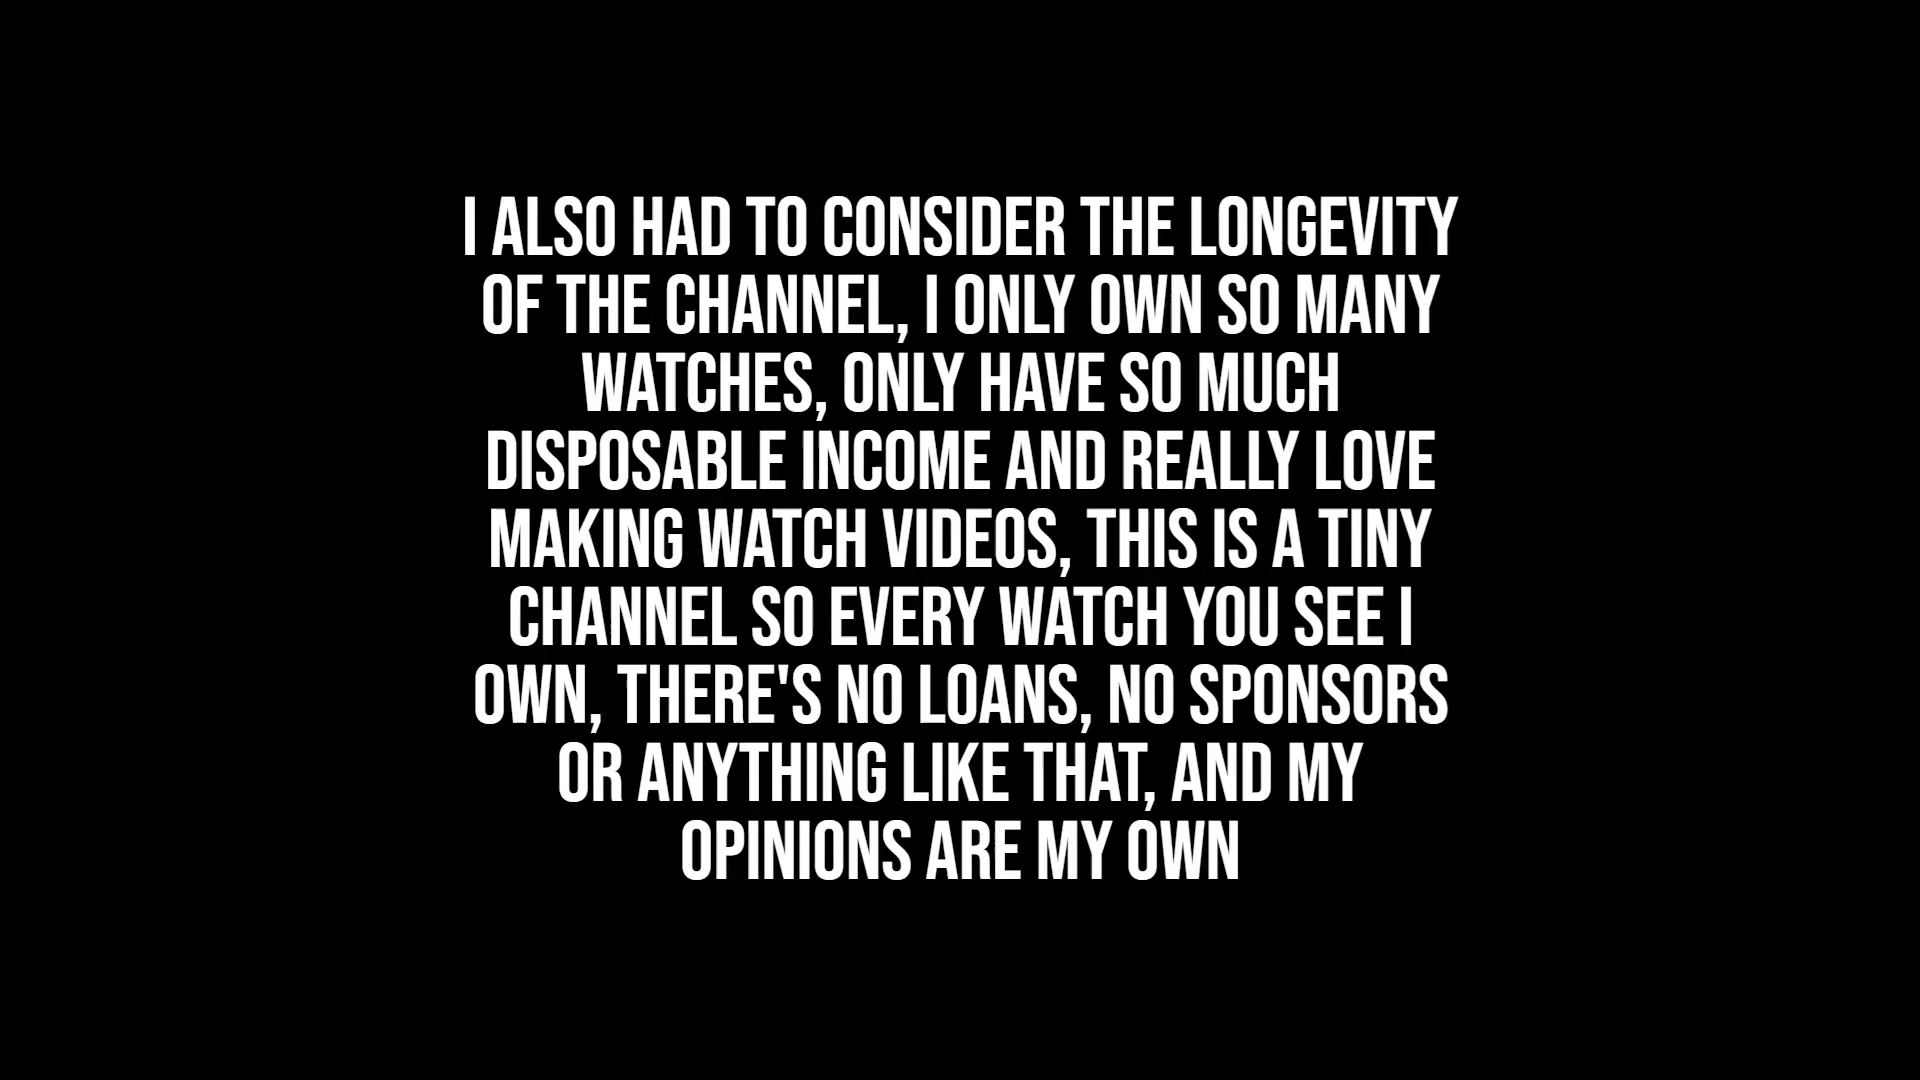 I ALSO HAD TO CONSIDER THE LONGEVITY
OF THE CHANNEL, I ONLY OWN SO MANY
WATCHES, ONLY HAVE SO MUCH
DISPOSABLE INCOME AND REALLY LOVE
MAKING WATCH VIDEOS, THIS IS A TINY
CHANNEL SO EVERY WATCH YOU SEE I
OWN, THERE'S NO LOANS, NO SPONSORS
OR ANYTHING LIKE THAT, AND MY
OPINIONS ARE MY OWN